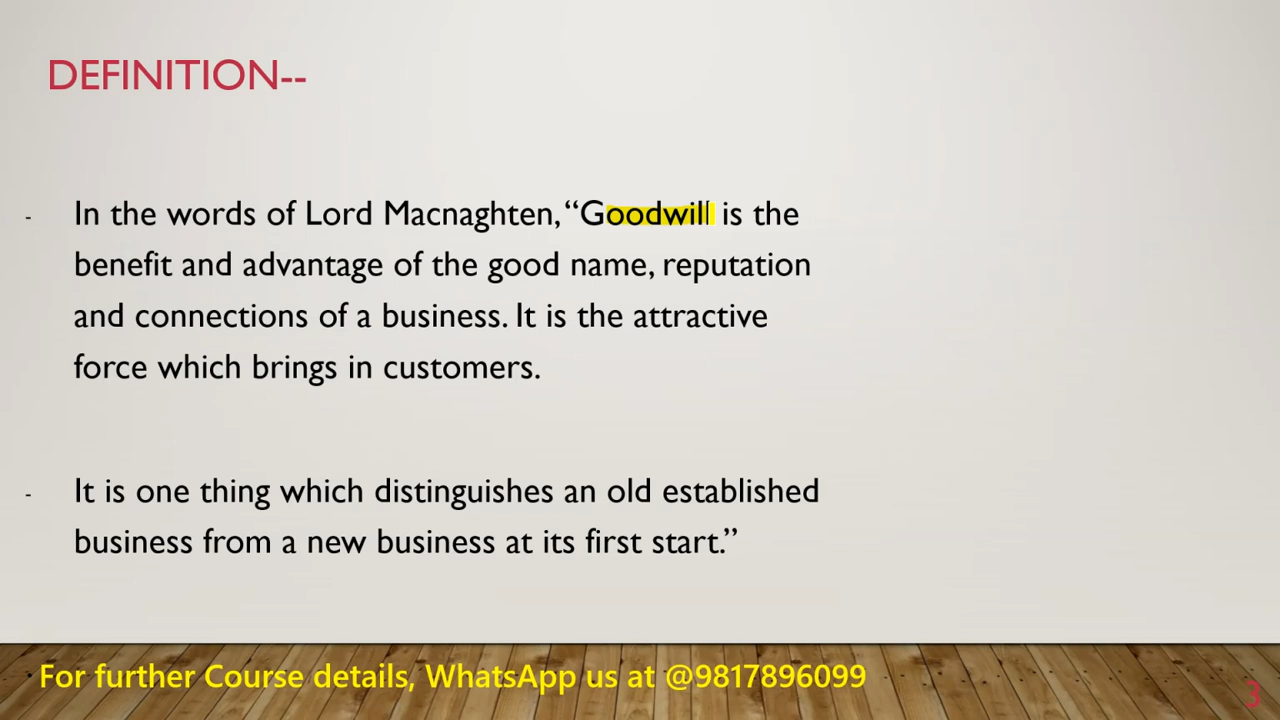 DEFINITION--
- In the words of Lord Macnaghten, “Goodwill is the
benefit and advantage of the good name, reputation
and connections of a business. It is the attractive
force which brings in customers.
- It is one thing which distinguishes an old established
business from a new business at its first start.”
For further Course details, WhatsApp us at @9817896099
3